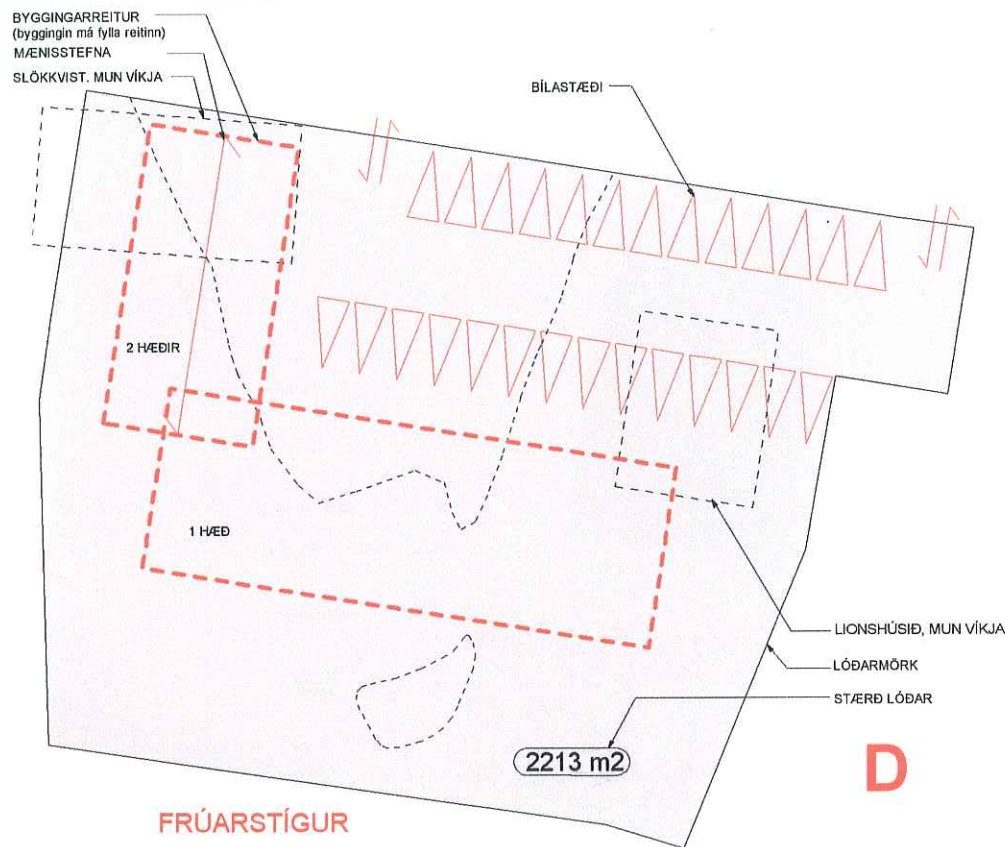 BYGGINGARREITUR
(byggingin má fylla reitinn)
MÆNISSTEFNA
SLÖKKVIST. MUN VÍKJA
BÍLASTÆÐI
2 HÆÐIR
1 HÆÐ
LIONSHÚSIÐ, MUN VÍKJA
LÓÐARMÖRK
STÆRÐ LÓÐAR
2213 m2
D
FRÚARSTÍGUR